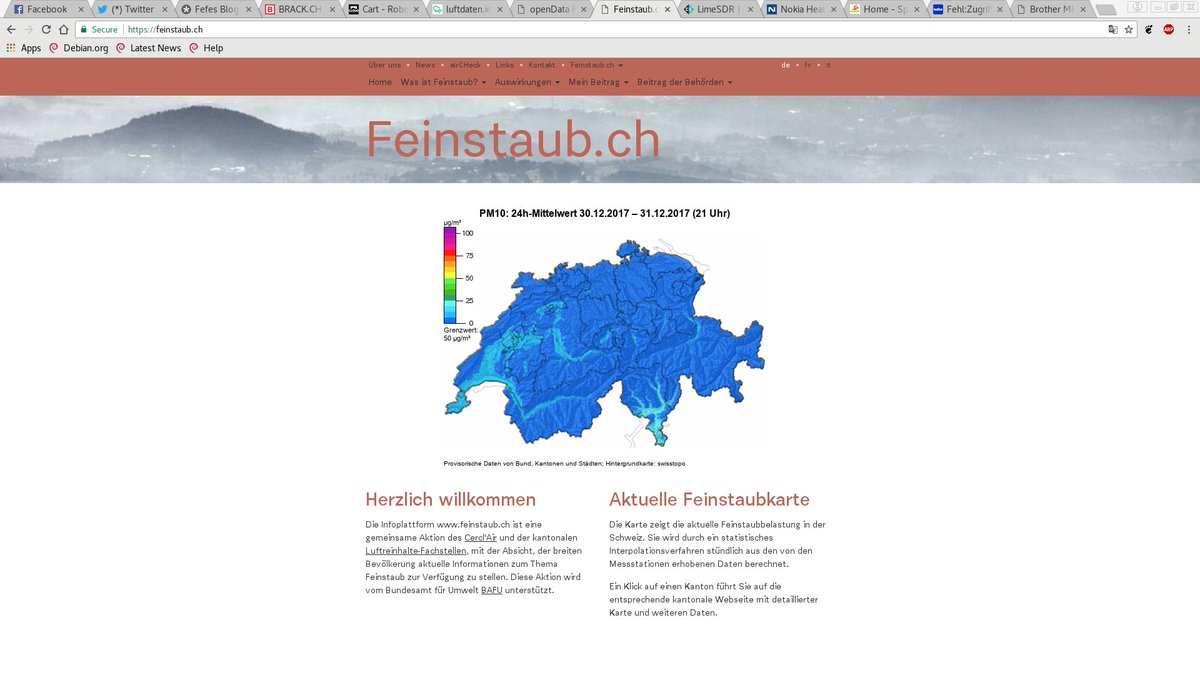 Facebook
(*) Twitter
Fefes Blog
BRACK.CH
Cart - Robe
luftdaten.in
openData
Feinstaub.c
LimeSDR |
Nokia Heal
Home - Sp
Fehl:Zugrif
Brother MF
Secure
https://feinstaub.ch
Apps
Debian.org
Latest News
Help
Über uns • News • airCHeck • Links • Kontakt • Feinstaub.ch
de • fr • it
Home Was ist Feinstaub? Auswirkungen Mein Beitrag Beitrag der Behörden
Feinstaub.ch
PM10: 24h-Mittelwert 30.12.2017 – 31.12.2017 (21 Uhr)
µg/m³
100
75
50
25
0
Grenzwert:
50 µg/m³
Provisorische Daten von Bund, Kantonen und Städten; Hintergrundkarte: swisstopo
Herzlich willkommen
Die Infoplattform www.feinstaub.ch ist eine
gemeinsame Aktion des Cercl'Air und der kantonalen
Luftreinhalte-Fachstellen, mit der Absicht, der breiten
Bevölkerung aktuelle Informationen zum Thema
Feinstaub zur Verfügung zu stellen. Diese Aktion wird
vom Bundesamt für Umwelt BAFU unterstützt.
Aktuelle Feinstaubkarte
Die Karte zeigt die aktuelle Feinstaubbelastung in der
Schweiz. Sie wird durch ein statistisches
Interpolationsverfahren stündlich aus den von den
Messstationen erhobenen Daten berechnet.
Ein Klick auf einen Kanton führt Sie auf die
entsprechende kantonale Webseite mit detaillierter
Karte und weiteren Daten.